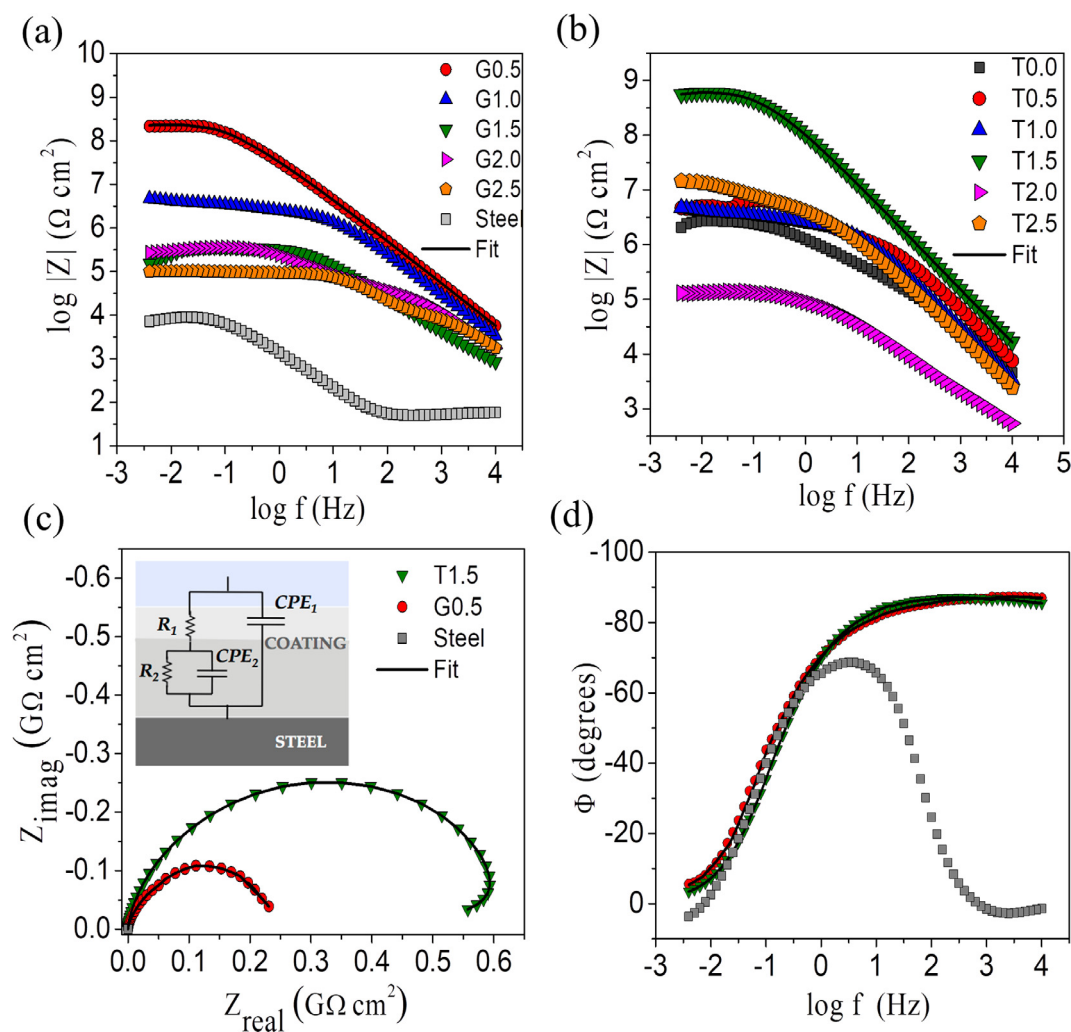 (a)
10
9
8
7
6
5
4
3
2
1
log |Z| (Ω cm²)
-3 -2 -1 0 1 2 3 4 5
log f (Hz)
G0.5
G1.0
G1.5
G2.0
G2.5
Steel
Fit
(b)
9
8
7
6
5
4
3
log |Z| (Ω cm²)
-3 -2 -1 0 1 2 3 4 5
log f (Hz)
T0.0
T0.5
T1.0
T1.5
T2.0
T2.5
Fit
(c)
-0.6
-0.5
-0.4
-0.3
-0.2
-0.1
0.0
Zimag (GΩ cm²)
0.0 0.1 0.2 0.3 0.4 0.5 0.6
Zreal (GΩ cm²)
T1.5
G0.5
Steel
Fit
CPE1
R1
COATING
CPE2
R2
STEEL
(d)
-100
-80
-60
-40
-20
0
Φ (degrees)
-3 -2 -1 0 1 2 3 4 5
log f (Hz)